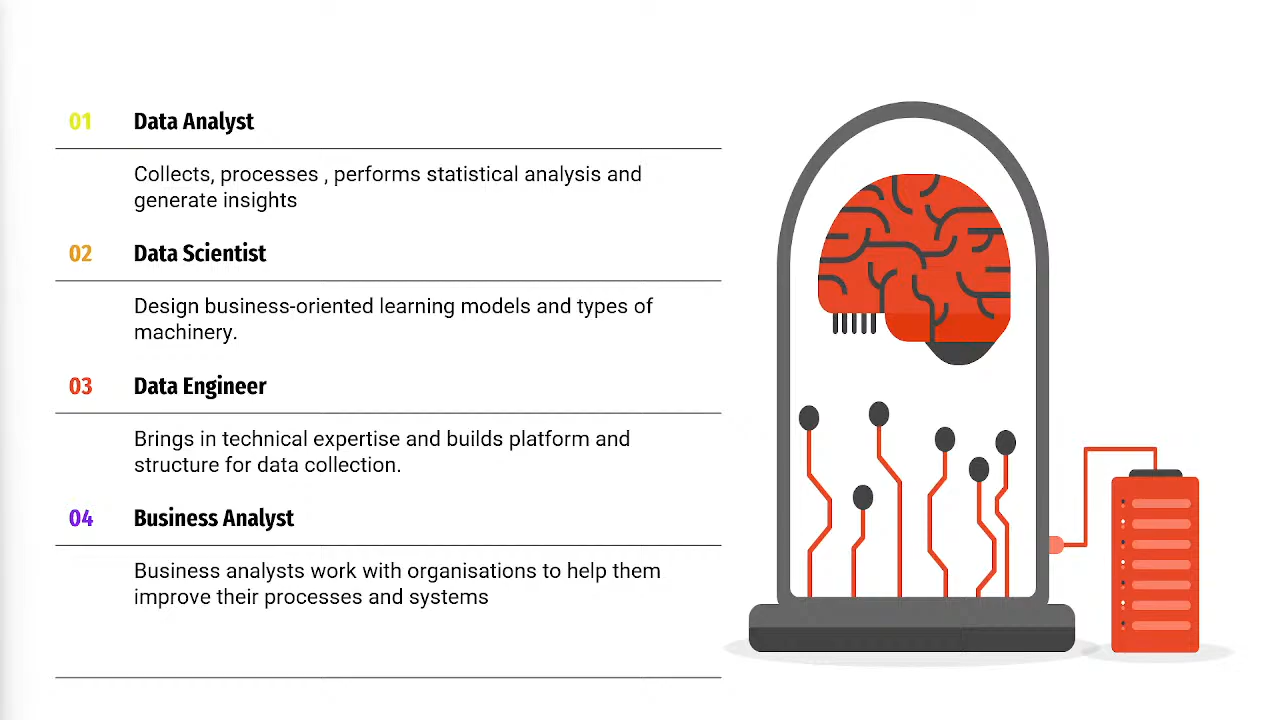 01 Data Analyst
Collects, processes , performs statistical analysis and
generate insights
02 Data Scientist
Design business-oriented learning models and types of
machinery.
03 Data Engineer
Brings in technical expertise and builds platform and
structure for data collection.
04 Business Analyst
Business analysts work with organisations to help them
improve their processes and systems